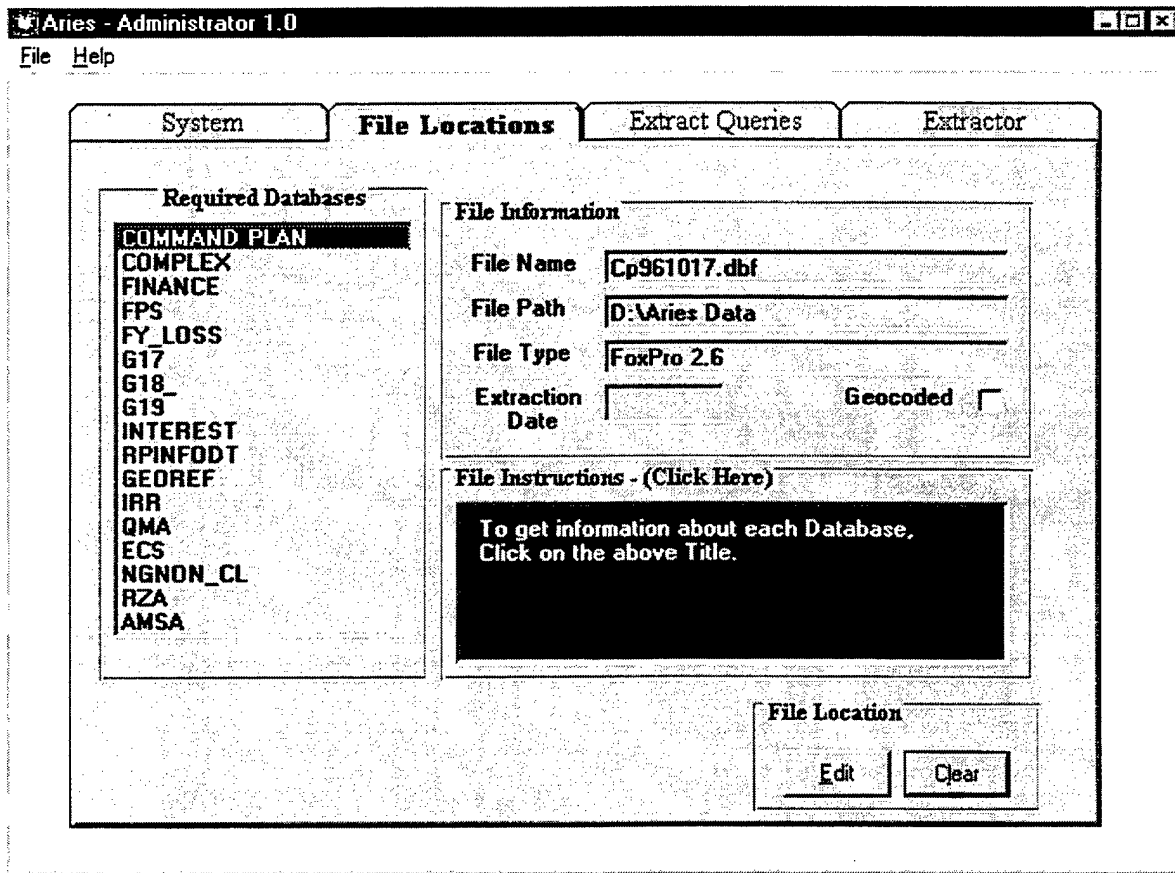 Aries - Administrator 1.0
File Help
System File Locations Extract Queries Extractor
Required Databases
COMMAND PLAN
COMPLEX
FINANCE
FPS
FY_LOSS
G17
G18_
G19
INTEREST
RPINFODT
GEOREF
IRR
QMA
ECS
NGNON_CL
RZA
AMSA
File Information
File Name Cp961017.dbf
File Path D:\Aries Data
File Type FoxPro 2.6
Extraction Date
Geocoded
File Instructions - (Click Here)
To get information about each Database,
Click on the above Title.
File Location
Edit Clear